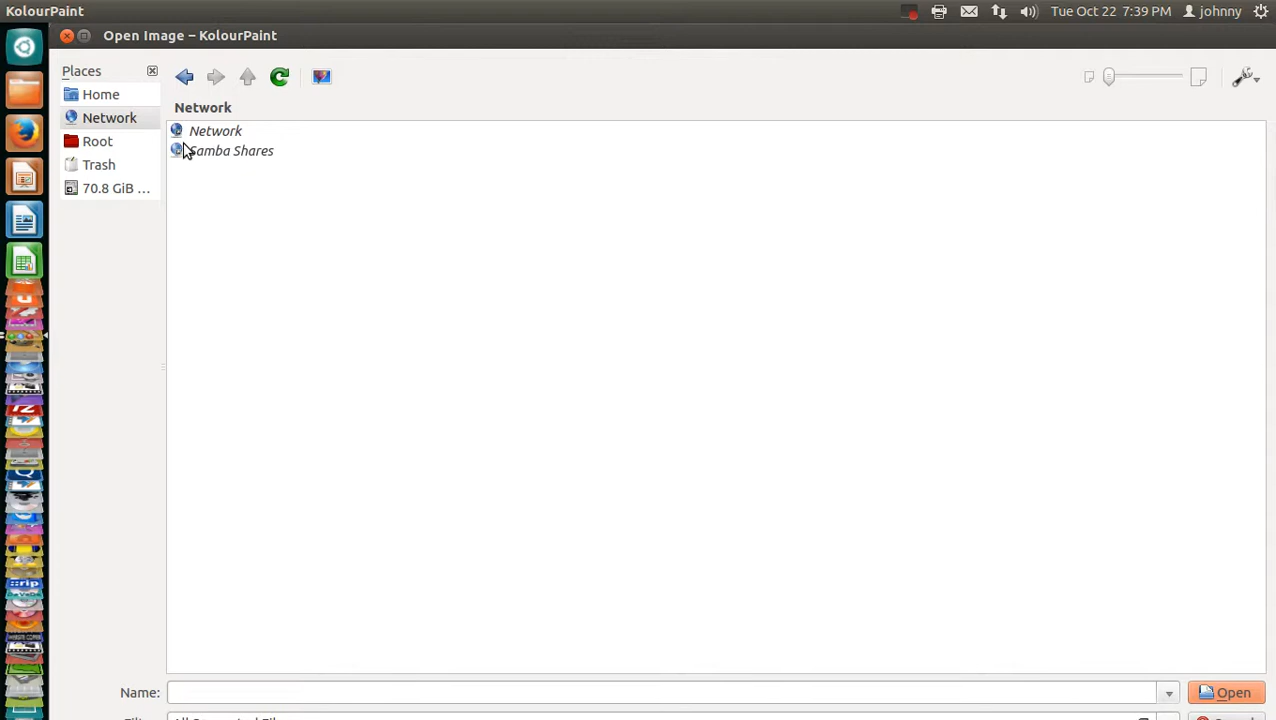 KolourPaint
Tue Oct 22 7:39 PM
johnny
Open Image – KolourPaint
Places
Home
Network
Root
Trash
70.8 GiB ...
Network
Network
Samba Shares
Name:
Open